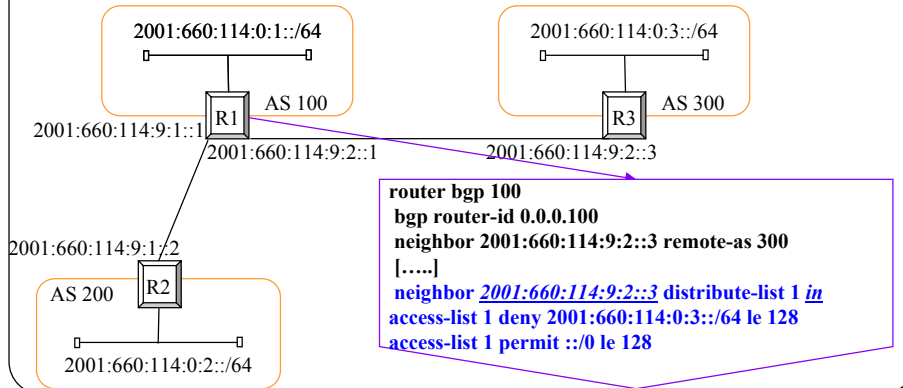 2001:660:114:0:1::/64
2001:660:114:0:3::/64
R1
AS 100
R3
AS 300
2001:660:114:9:1::1
2001:660:114:9:2::1
2001:660:114:9:2::3
router bgp 100
bgp router-id 0.0.0.100
neighbor 2001:660:114:9:2::3 remote-as 300
[…..]
neighbor 2001:660:114:9:2::3 distribute-list 1 in
access-list 1 deny 2001:660:114:0:3::/64 le 128
access-list 1 permit ::/0 le 128
2001:660:114:9:1::2
AS 200
R2
2001:660:114:0:2::/64